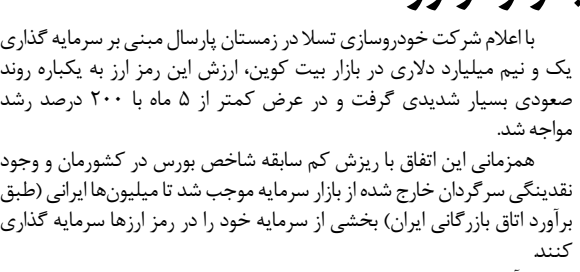 با اعلام شرکت خودروسازی تسلا در زمستان پارسال مبنی بر سرمایه گذاری
یک و نیم میلیارد دلاری در بازار بیت کوین، ارزش این رمز ارز به یکباره روند
صعودی بسیار شدیدی گرفت و در عرض کمتر از ۵ ماه با ۲۰۰ درصد رشد
مواجه شد.
همزمانی این اتفاق با ریزش کم سابقه شاخص بورس در کشورمان و وجود
نقدینگی سرگردان خارج شده از بازار سرمایه موجب شد تا میلیون‌ها ایرانی (طبق
برآورد اتاق بازرگانی ایران) بخشی از سرمایه خود را در رمز ارزها سرمایه گذاری
کنند.